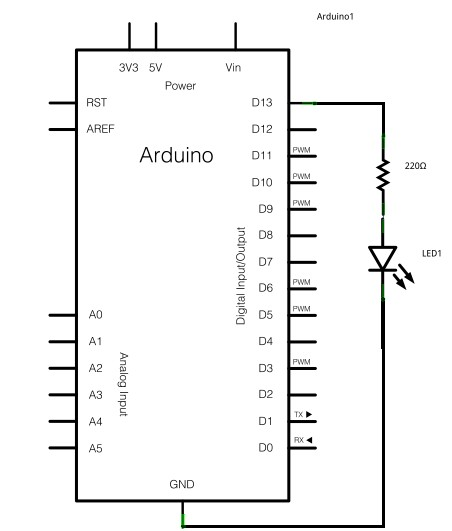 Arduino1
3V3 5V Vin
Power
RST D13
AREF D12
Arduino
D11 PWM
D10 PWM
220Ω
D9 PWM
D8
LED1
D7
D6 PWM
Digital Input/Output
A0 D5 PWM
A1 D4
A2 D3 PWM
Analog Input
A3 D2
A4 D1 TX ▶
A5 D0 RX ◀
GND